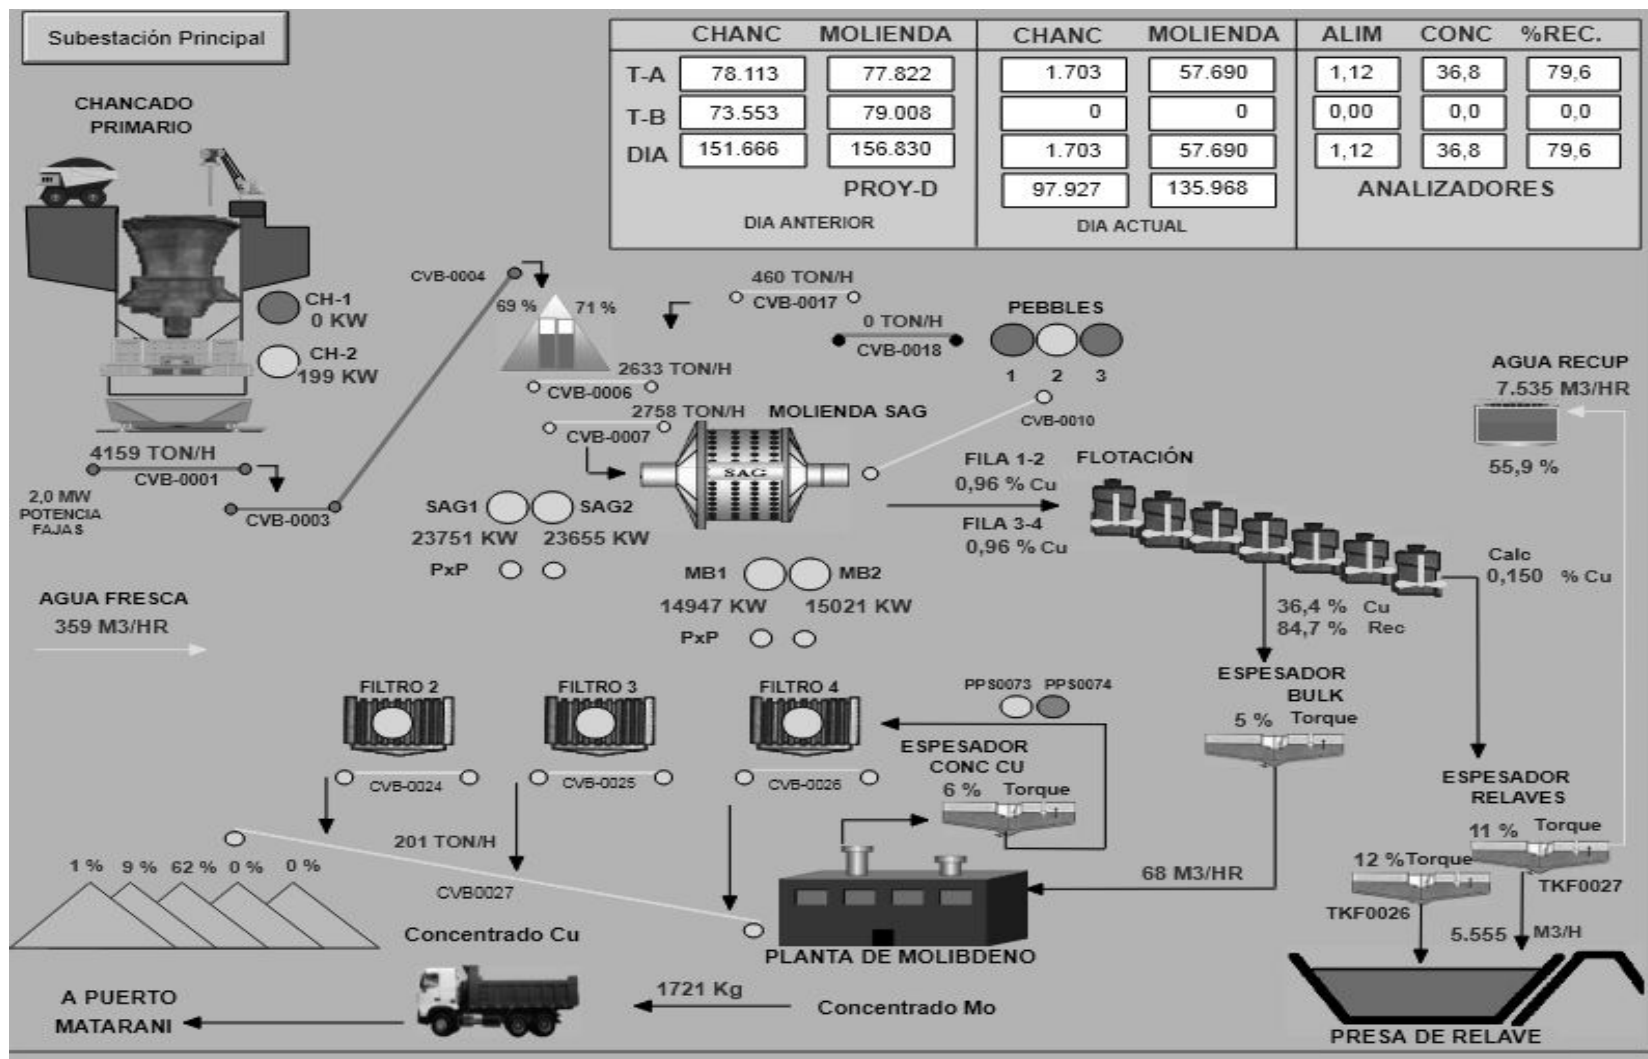 Subestación Principal
CHANC MOLIENDA CHANC MOLIENDA ALIM CONC %REC.
T-A 78.113 77.822 1.703 57.690 1,12 36,8 79,6
T-B 73.553 79.008 0 0 0,00 0,0 0,0
DIA 151.666 156.830 1.703 57.690 1,12 36,8 79,6
PROY-D 97.927 135.968 ANALIZADORES
DIA ANTERIOR DIA ACTUAL
CHANCADO
PRIMARIO
CH-1
0 KW
CH-2
199 KW
4159 TON/H
CVB-0001
2,0 MW
POTENCIA
FAJAS
CVB-0003
CVB-0004
69 % 71 %
2633 TON/H
CVB-0006
2758 TON/H
CVB-0007
460 TON/H
CVB-0017
0 TON/H
CVB-0018
PEBBLES
1 2 3
CVB-0010
MOLIENDA SAG
SAG
SAG1 SAG2
23751 KW 23655 KW
PxP
MB1 MB2
14947 KW 15021 KW
PxP
FILA 1-2
0,96 % Cu
FILA 3-4
0,96 % Cu
FLOTACIÓN
AGUA RECUP
7.535 M3/HR
55,9 %
Calc
0,150 % Cu
36,4 % Cu
84,7 % Rec
AGUA FRESCA
359 M3/HR
ESPESADOR
BULK
5 % Torque
FILTRO 2 FILTRO 3 FILTRO 4
CVB-0024 CVB-0025 CVB-0026
PPS0073 PPS0074
ESPESADOR
CONC CU
6 % Torque
ESPESADOR
RELAVES
11 % Torque
TKF0027
12 % Torque
TKF0026
5.555 M3/H
68 M3/HR
201 TON/H
CVB0027
1 % 9 % 62 % 0 % 0 %
Concentrado Cu
PLANTA DE MOLIBDENO
1721 Kg
Concentrado Mo
A PUERTO
MATARANI
PRESA DE RELAVE